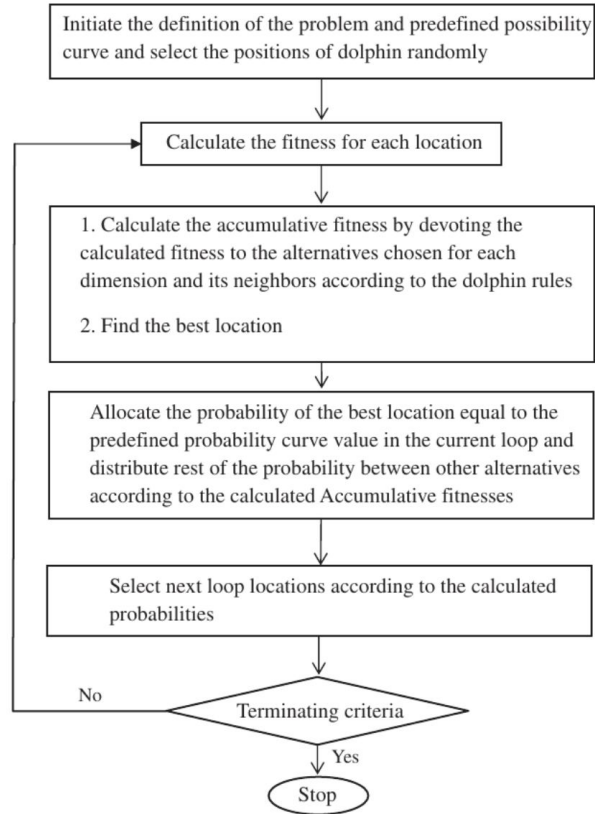 Initiate the definition of the problem and predefined possibility
curve and select the positions of dolphin randomly
Calculate the fitness for each location
1. Calculate the accumulative fitness by devoting the
calculated fitness to the alternatives chosen for each
dimension and its neighbors according to the dolphin rules
2. Find the best location
Allocate the probability of the best location equal to the
predefined probability curve value in the current loop and
distribute rest of the probability between other alternatives
according to the calculated Accumulative fitnesses
Select next loop locations according to the calculated
probabilities
No
Terminating criteria
Yes
Stop